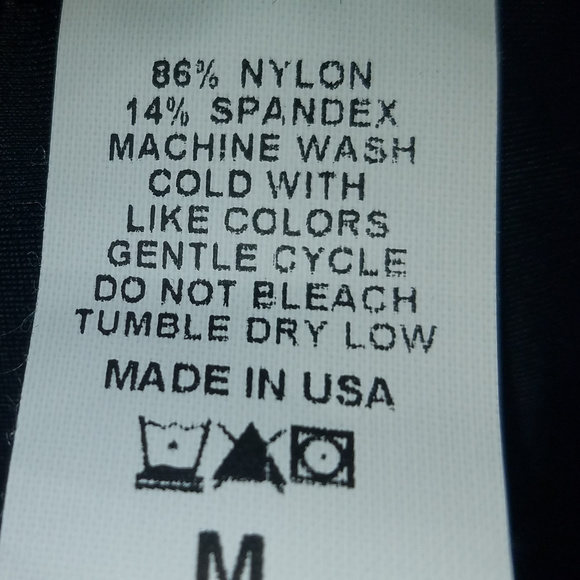 86% NYLON
14% SPANDEX
MACHINE WASH
COLD WITH
LIKE COLORS
GENTLE CYCLE
DO NOT BLEACH
TUMBLE DRY LOW
MADE IN USA
M